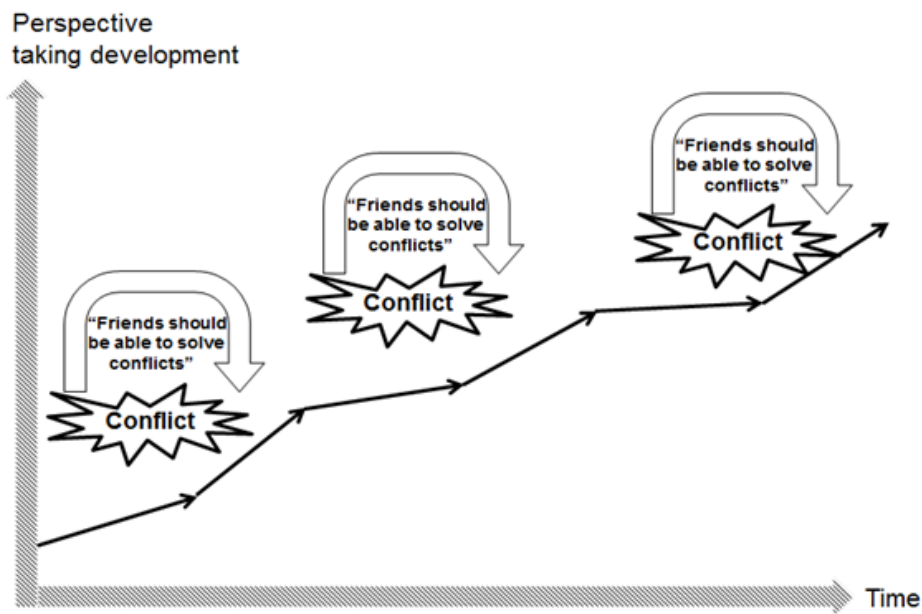 Perspective
taking development
“Friends should
be able to solve
conflicts”
Conflict
“Friends should
be able to solve
conflicts”
Conflict
“Friends should
be able to solve
conflicts”
Conflict
Time